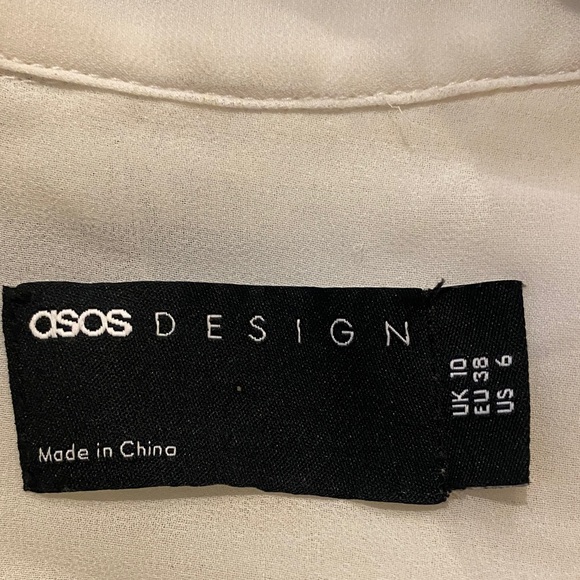 asos DESIGN
Made in China
UK 10
EU 38
US 6